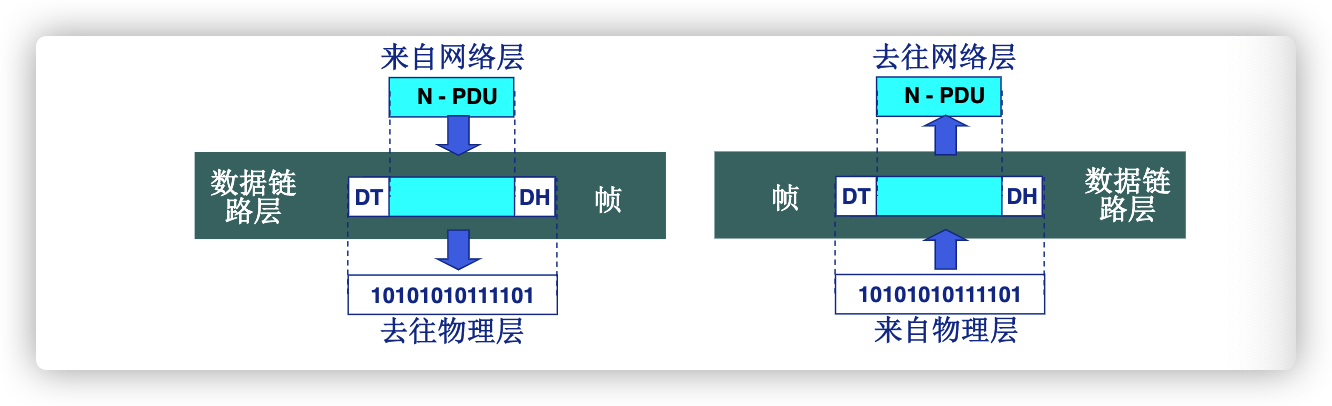 来自网络层
N - PDU
数据链
路层
DT
DH
帧
10101010111101
去往物理层
去往网络层
N - PDU
帧
DT
DH
数据链
路层
10101010111101
来自物理层